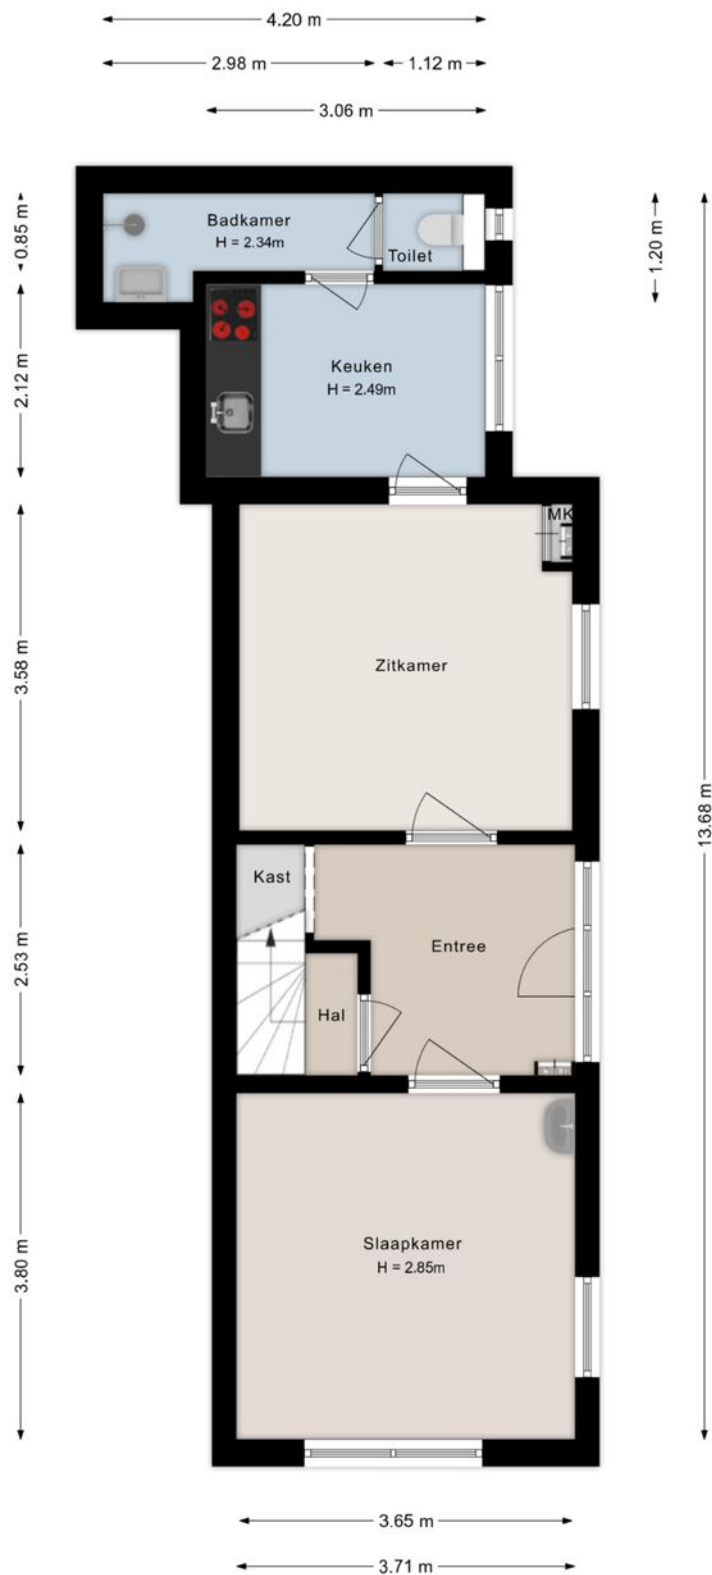 4.20 m
2.98 m
1.12 m
3.06 m
0.85 m
1.20 m
Badkamer
H = 2.34m
Toilet
2.12 m
Keuken
H = 2.49m
MK
3.58 m
Zitkamer
13.68 m
2.53 m
Kast
Entree
Hal
3.80 m
Slaapkamer
H = 2.85m
3.65 m
3.71 m